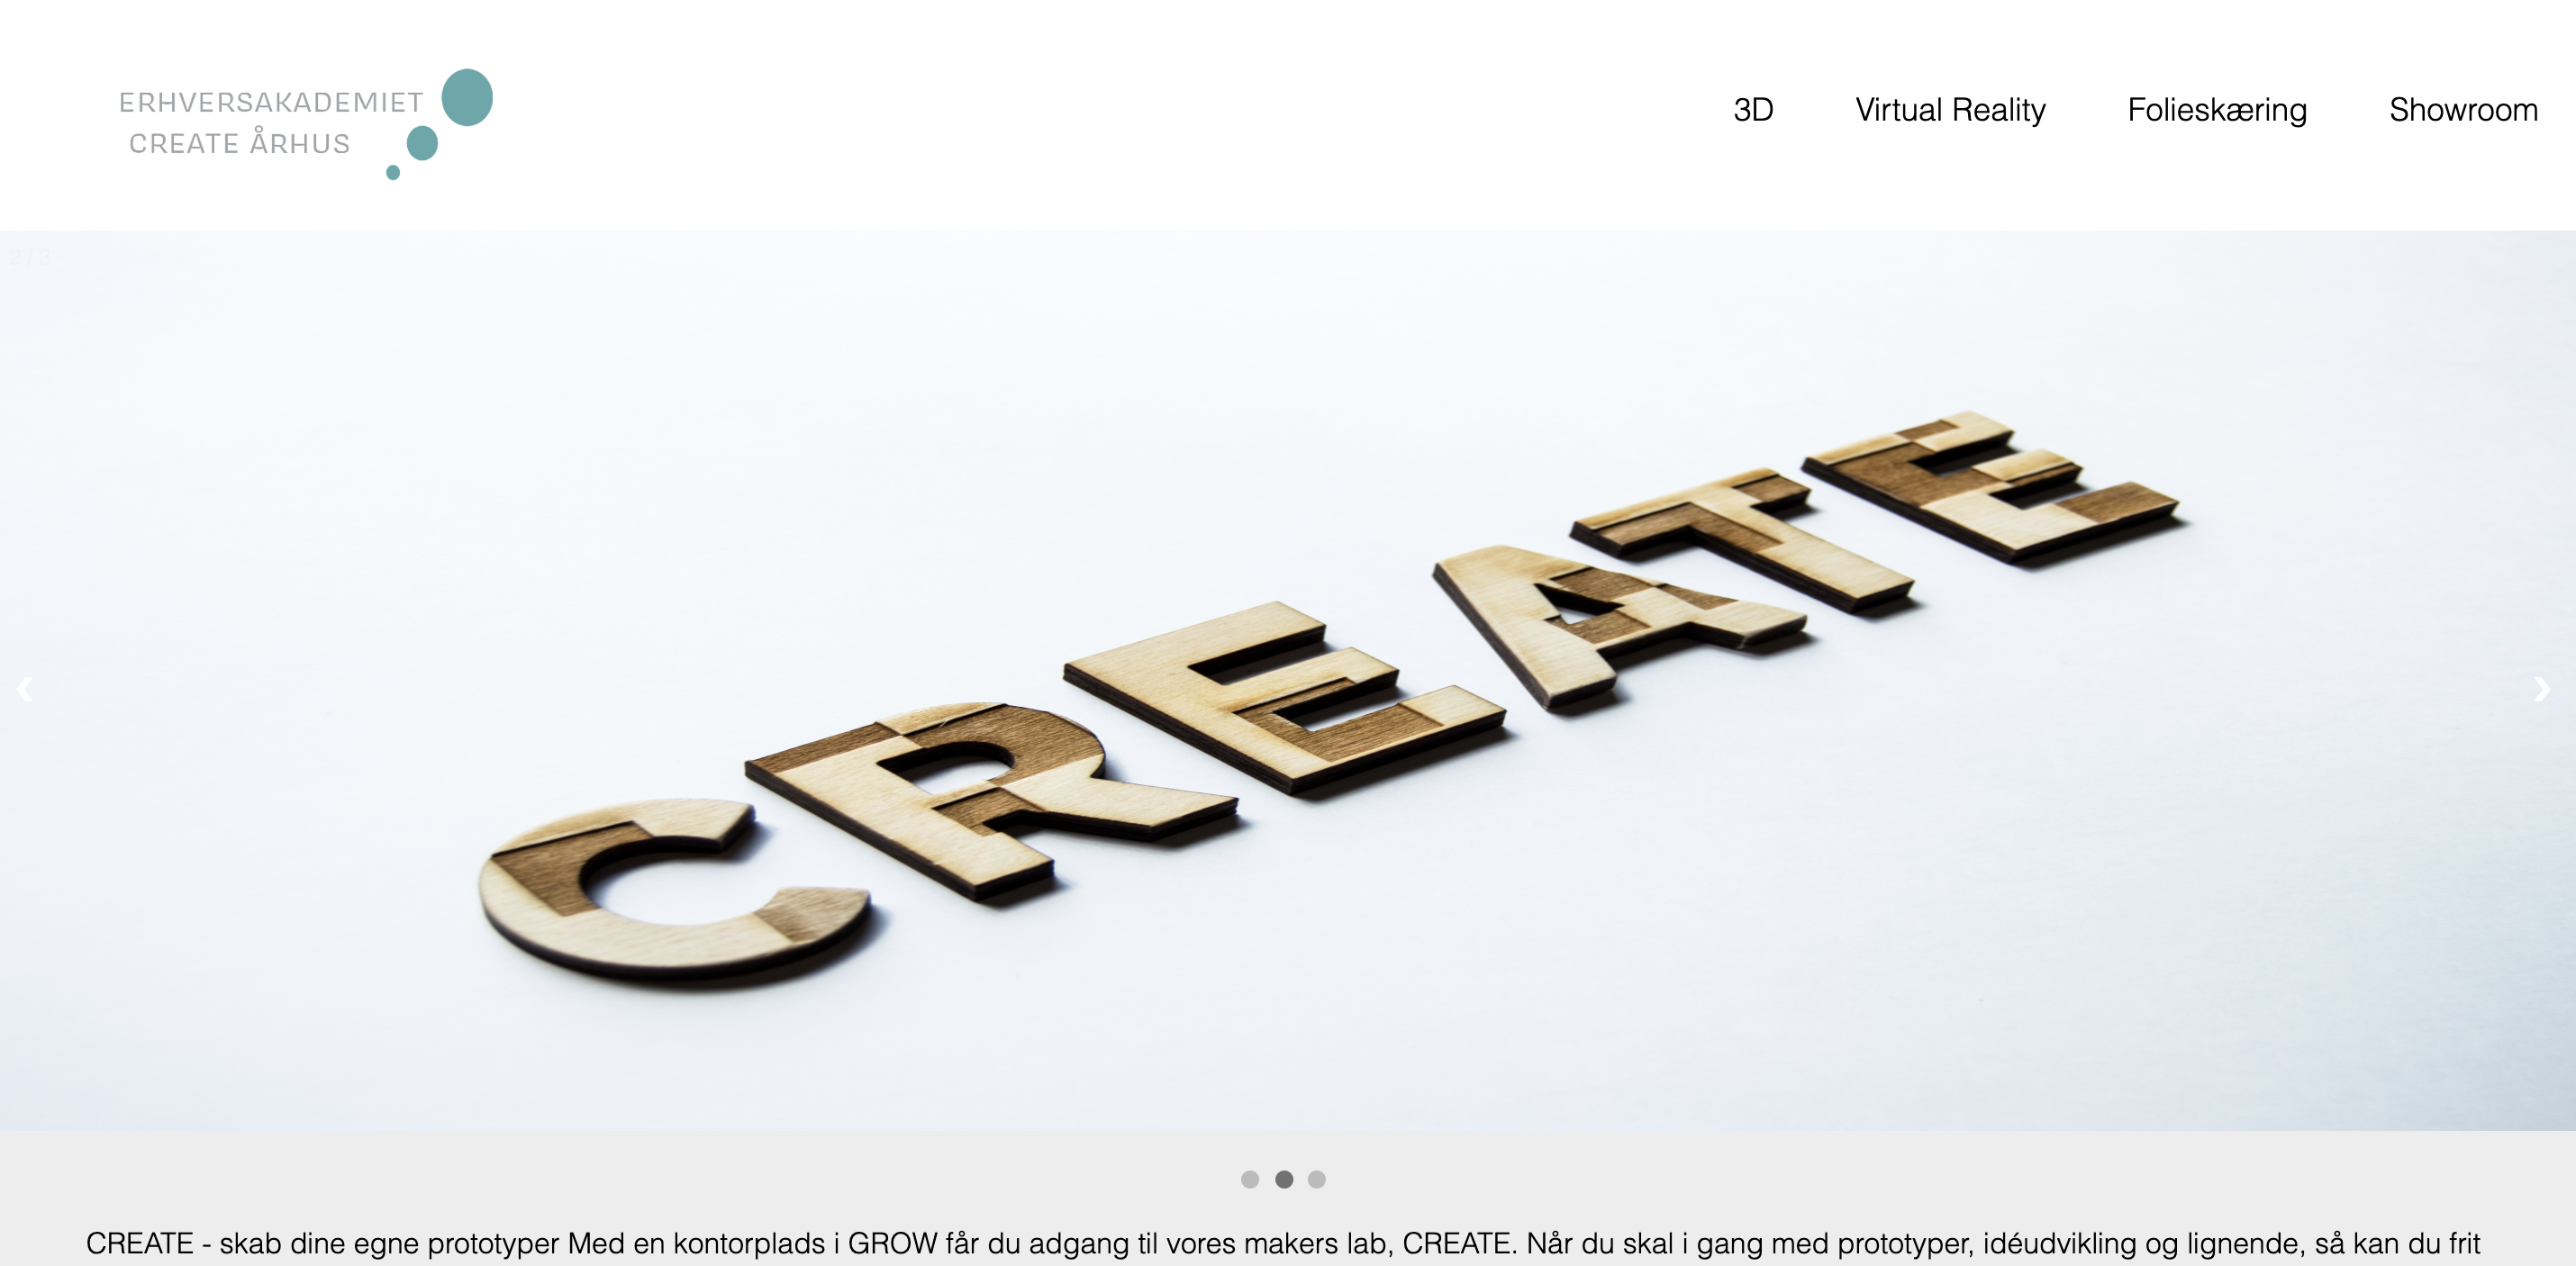 ERHVERSAKADEMIET
CREATE ÅRHUS
3D Virtual Reality Folieskæring Showroom
2 / 3
CREATE
‹ ›
CREATE - skab dine egne prototyper Med en kontorplads i GROW får du adgang til vores makers lab, CREATE. Når du skal i gang med prototyper, idéudvikling og lignende, så kan du frit